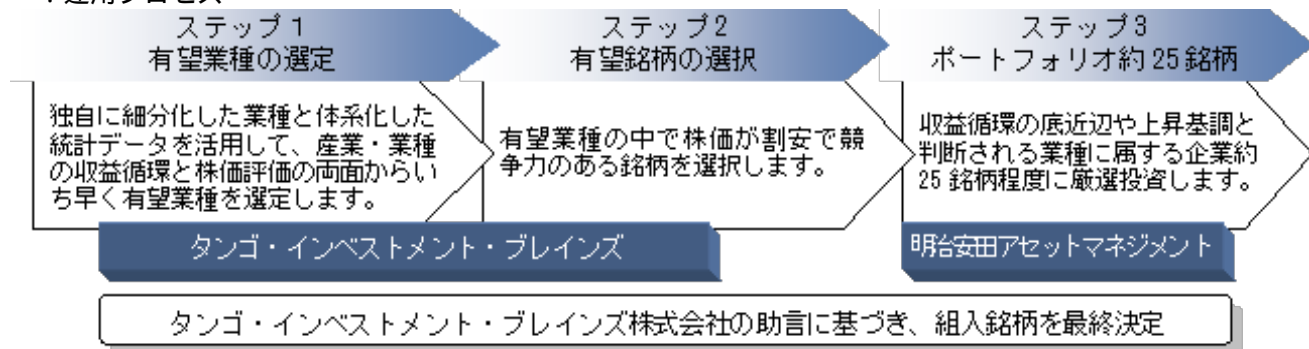 ・運用プロセス
ステップ1
有望業種の選定
ステップ2
有望銘柄の選択
ステップ3
ポートフォリオ約25銘柄
独自に細分化した業種と体系化した
統計データを活用して、産業・業種
の収益循環と株価評価の両面からい
ち早く有望業種を選定します。
有望業種の中で株価が割安で競
争力のある銘柄を選択します。
収益循環の底近辺や上昇基調と
判断される業種に属する企業約
25銘柄程度に厳選投資します。
タンゴ・インベストメント・ブレインズ
明治安田アセットマネジメント
タンゴ・インベストメント・ブレインズ株式会社の助言に基づき、組入銘柄を最終決定